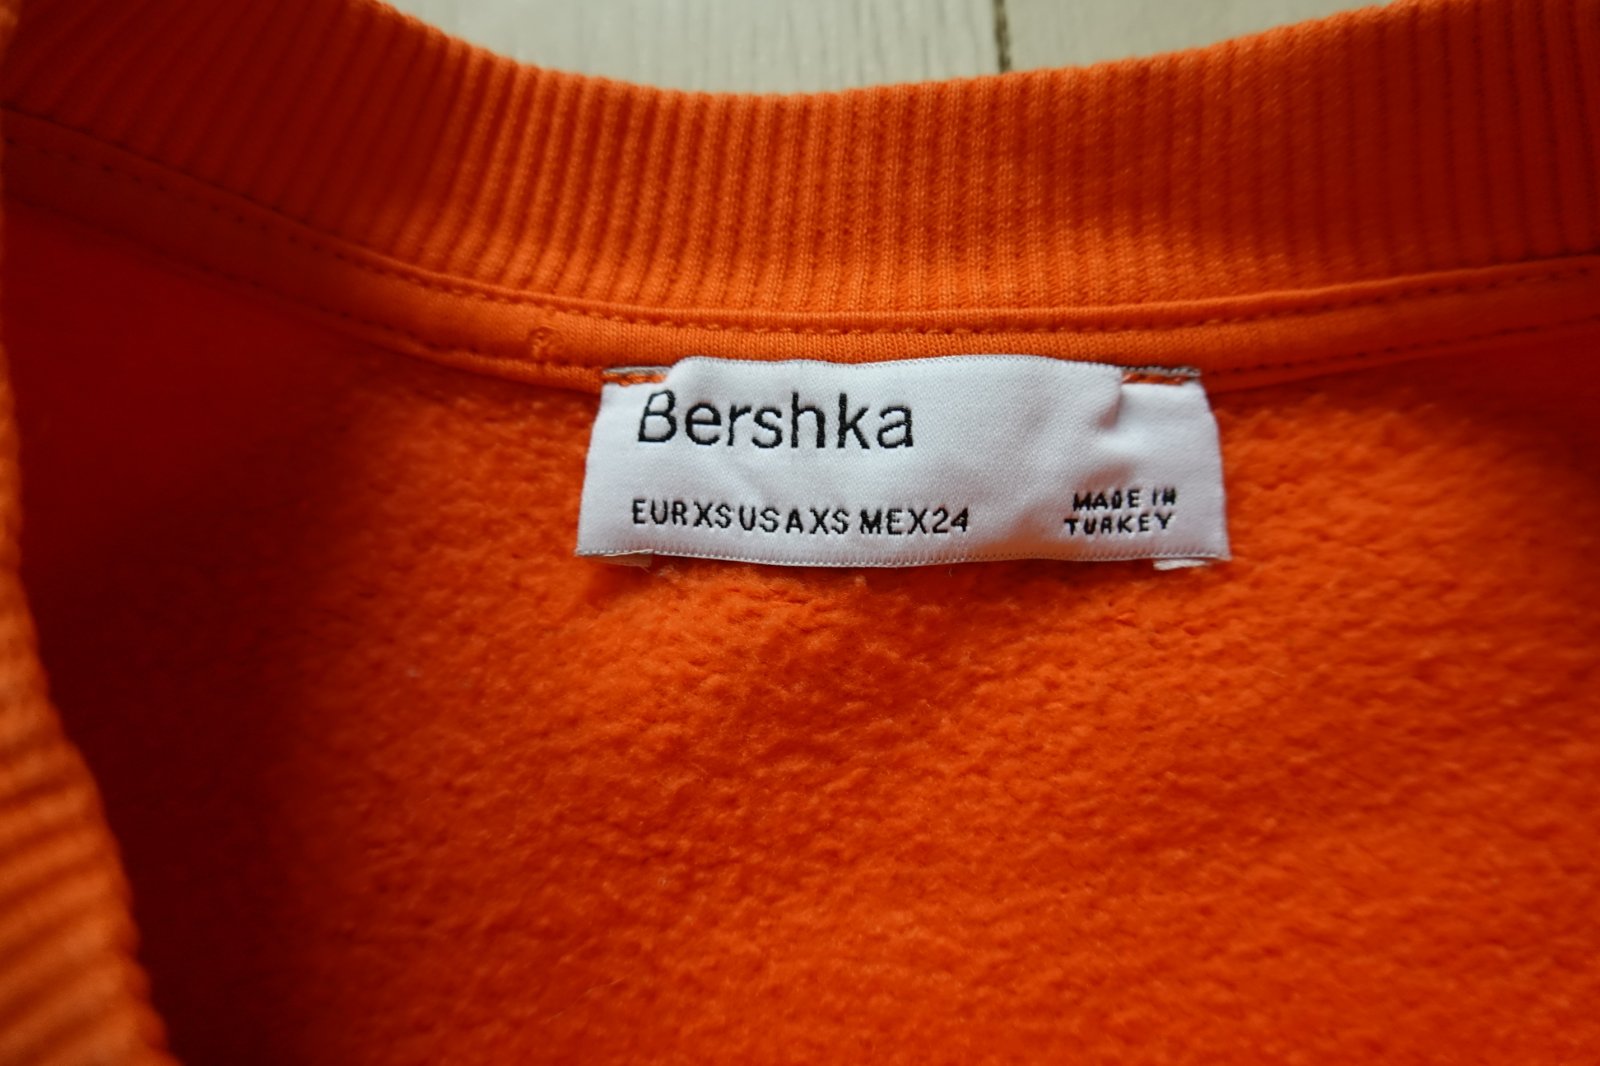 Bershka
EUR XS USA XS MEX 24
MADE IN
TURKEY